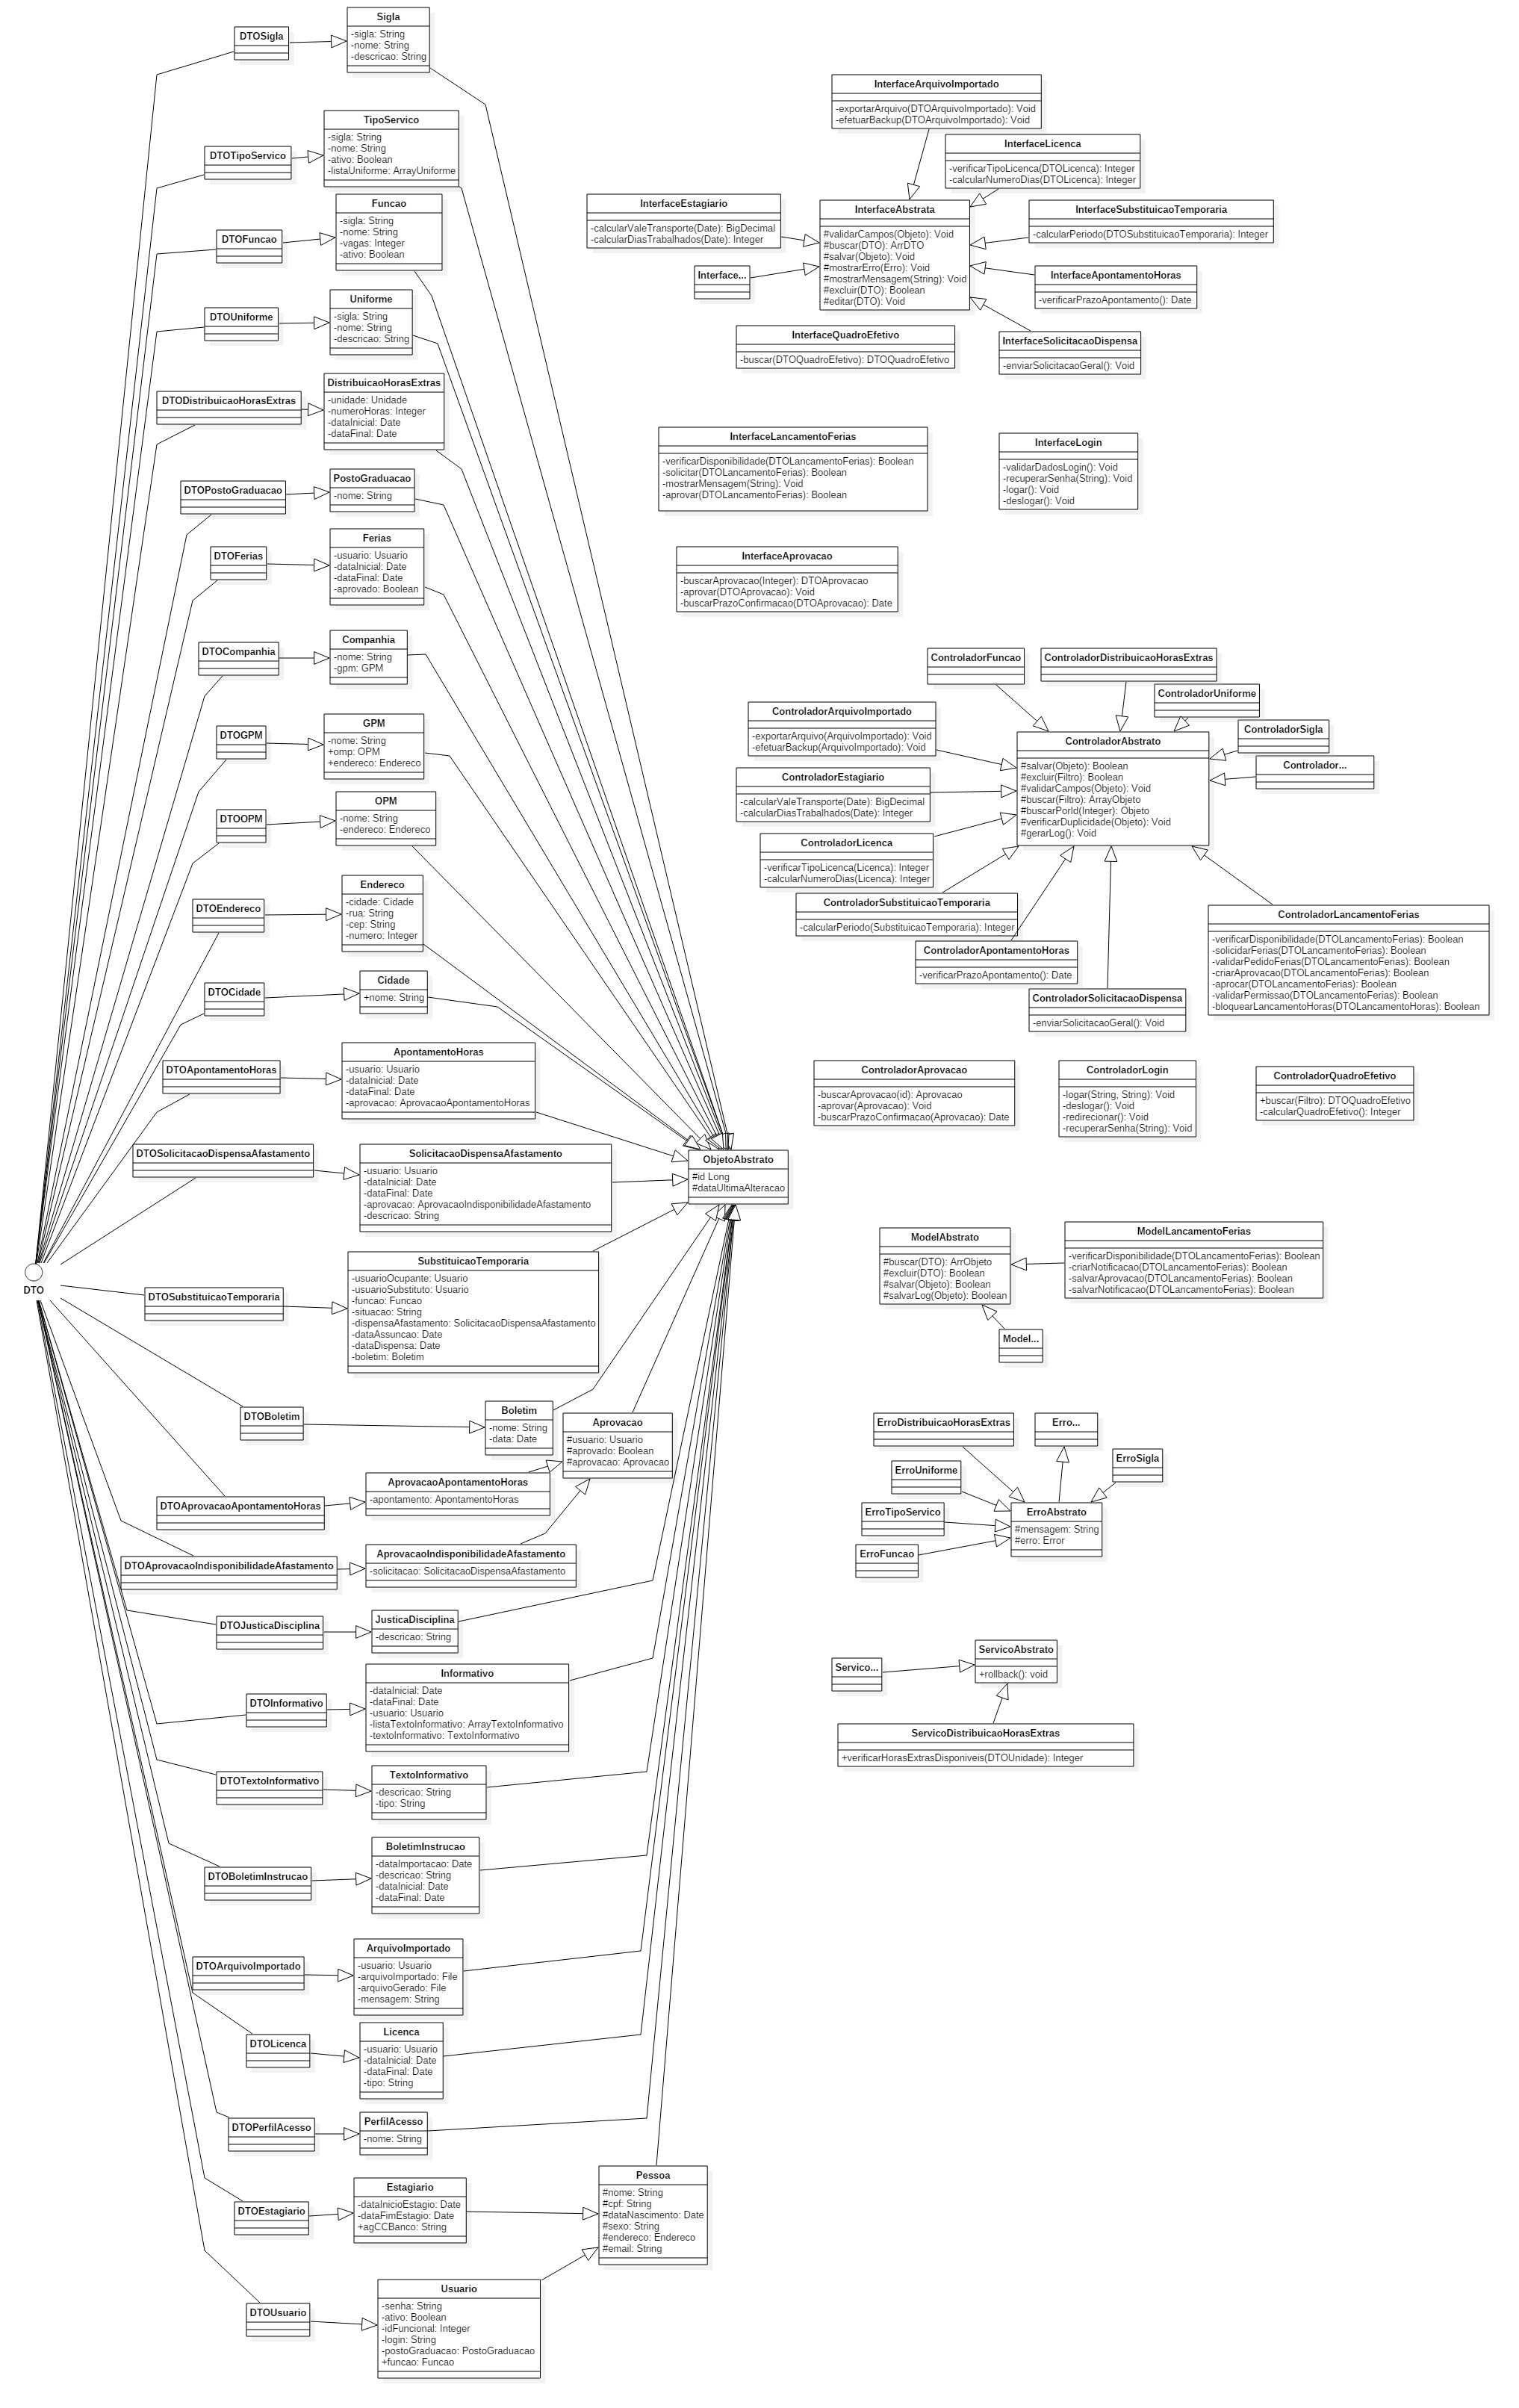 DTOSigla
Sigla
-sigla: String
-nome: String
-descricao: String
DTOTipoServico
TipoServico
-sigla: String
-nome: String
-ativo: Boolean
-listaUniforme: ArrayUniforme
DTOFuncao
Funcao
-sigla: String
-nome: String
-vagas: Integer
-ativo: Boolean
DTOUniforme
Uniforme
-sigla: String
-nome: String
-descricao: String
DTODistribuicaoHorasExtras
DistribuicaoHorasExtras
-unidade: Unidade
-numeroHoras: Integer
-dataInicial: Date
-dataFinal: Date
DTOPostoGraduacao
PostoGraduacao
-nome: String
DTOFerias
Ferias
-usuario: Usuario
-dataInicial: Date
-dataFinal: Date
-aprovado: Boolean
DTOCompanhia
Companhia
-nome: String
-gpm: GPM
DTOGPM
GPM
-nome: String
+omp: OPM
+endereco: Endereco
DTOOPM
OPM
-nome: String
-endereco: Endereco
DTOEndereco
Endereco
-cidade: Cidade
-rua: String
-cep: String
-numero: Integer
DTOCidade
Cidade
+nome: String
DTOApontamentoHoras
ApontamentoHoras
-usuario: Usuario
-dataInicial: Date
-dataFinal: Date
-aprovacao: AprovacaoApontamentoHoras
DTOSolicitacaoDispensaAfastamento
SolicitacaoDispensaAfastamento
-usuario: Usuario
-dataInicial: Date
-dataFinal: Date
-aprovacao: AprovacaoIndisponibilidadeAfastamento
-descricao: String
ObjetoAbstrato
#id Long
#dataUltimaAlteracao
DTO
DTOSubstituicaoTemporaria
SubstituicaoTemporaria
-usuarioOcupante: Usuario
-usuarioSubstituto: Usuario
-funcao: Funcao
-situacao: String
-dispensaAfastamento: SolicitacaoDispensaAfastamento
-dataAssuncao: Date
-dataDispensa: Date
-boletim: Boletim
DTOBoletim
Boletim
-nome: String
-data: Date
Aprovacao
#usuario: Usuario
#aprovado: Boolean
#aprovacao: Aprovacao
DTOAprovacaoApontamentoHoras
AprovacaoApontamentoHoras
-apontamento: ApontamentoHoras
DTOAprovacaoIndisponibilidadeAfastamento
AprovacaoIndisponibilidadeAfastamento
-solicitacao: SolicitacaoDispensaAfastamento
DTOJusticaDisciplina
JusticaDisciplina
-descricao: String
DTOInformativo
Informativo
-dataInicial: Date
-dataFinal: Date
-usuario: Usuario
-listaTextoInformativo: ArrayTextoInformativo
-textoInformativo: TextoInformativo
DTOTextoInformativo
TextoInformativo
-descricao: String
-tipo: String
DTOBoletimInstrucao
BoletimInstrucao
-dataImportacao: Date
-descricao: String
-dataInicial: Date
-dataFinal: Date
DTOArquivoImportado
ArquivoImportado
-usuario: Usuario
-arquivoImportado: File
-arquivoGerado: File
-mensagem: String
DTOLicenca
Licenca
-usuario: Usuario
-dataInicial: Date
-dataFinal: Date
-tipo: String
DTOPerfilAcesso
PerfilAcesso
-nome: String
DTOEstagiario
Estagiario
-dataInicioEstagio: Date
-dataFimEstagio: Date
+agCCBanco: String
Pessoa
#nome: String
#cpf: String
#dataNascimento: Date
#sexo: String
#endereco: Endereco
#email: String
DTOUsuario
Usuario
-senha: String
-ativo: Boolean
-idFuncional: Integer
-login: String
-postoGraduacao: PostoGraduacao
+funcao: Funcao
InterfaceArquivoImportado
-exportarArquivo(DTOArquivoImportado): Void
-efetuarBackup(DTOArquivoImportado): Void
InterfaceLicenca
-verificarTipoLicenca(DTOLicenca): Integer
-calcularNumeroDias(DTOLicenca): Integer
InterfaceEstagiario
-calcularValeTransporte(Date): BigDecimal
-calcularDiasTrabalhados(Date): Integer
InterfaceAbstrata
#validarCampos(Objeto): Void
#buscar(DTO): ArrDTO
#salvar(Objeto): Void
#mostrarErro(Erro): Void
#mostrarMensagem(String): Void
#excluir(DTO): Boolean
#editar(DTO): Void
InterfaceSubstituicaoTemporaria
-calcularPeriodo(DTOSubstituicaoTemporaria): Integer
Interface...
InterfaceApontamentoHoras
-verificarPrazoApontamento(): Date
InterfaceQuadroEfetivo
-buscar(DTOQuadroEfetivo): DTOQuadroEfetivo
InterfaceSolicitacaoDispensa
-enviarSolicitacaoGeral(): Void
InterfaceLancamentoFerias
-verificarDisponibilidade(DTOLancamentoFerias): Boolean
-solicitar(DTOLancamentoFerias): Boolean
-mostrarMensagem(String): Void
-aprovar(DTOLancamentoFerias): Boolean
InterfaceLogin
-validarDadosLogin(): Void
-recuperarSenha(String): Void
-logar(): Void
-deslogar(): Void
InterfaceAprovacao
-buscarAprovacao(Integer): DTOAprovacao
-aprovar(DTOAprovacao): Void
-buscarPrazoConfirmacao(DTOAprovacao): Date
ControladorFuncao
ControladorDistribuicaoHorasExtras
ControladorUniforme
ControladorArquivoImportado
-exportarArquivo(ArquivoImportado): Void
-efetuarBackup(ArquivoImportado): Void
ControladorSigla
ControladorAbstrato
#salvar(Objeto): Boolean
#excluir(Filtro): Boolean
#validarCampos(Objeto): Void
#buscar(Filtro): ArrayObjeto
#buscarPorId(Integer): Objeto
#verificarDuplicidade(Objeto): Void
#gerarLog(): Void
Controlador...
ControladorEstagiario
-calcularValeTransporte(Date): BigDecimal
-calcularDiasTrabalhados(Date): Integer
ControladorLicenca
-verificarTipoLicenca(Licenca): Integer
-calcularNumeroDias(Licenca): Integer
ControladorSubstituicaoTemporaria
-calcularPeriodo(SubstituicaoTemporaria): Integer
ControladorApontamentoHoras
-verificarPrazoApontamento(): Date
ControladorSolicitacaoDispensa
-enviarSolicitacaoGeral(): Void
ControladorLancamentoFerias
-verificarDisponibilidade(DTOLancamentoFerias): Boolean
-solicidarFerias(DTOLancamentoFerias): Boolean
-validarPedidoFerias(DTOLancamentoFerias): Boolean
-criarAprovacao(DTOLancamentoFerias): Boolean
-aprocar(DTOLancamentoFerias): Boolean
-validarPermissao(DTOLancamentoFerias): Boolean
-bloquearLancamentoHoras(DTOLancamentoHoras): Boolean
ControladorAprovacao
-buscarAprovacao(id): Aprovacao
-aprovar(Aprovacao): Void
-buscarPrazoConfirmacao(Aprovacao): Date
ControladorLogin
-logar(String, String): Void
-deslogar(): Void
-redirecionar(): Void
-recuperarSenha(String): Void
ControladorQuadroEfetivo
+buscar(Filtro): DTOQuadroEfetivo
-calcularQuadroEfetivo(): Integer
ModelAbstrato
#buscar(DTO): ArrObjeto
#excluir(DTO): Boolean
#salvar(Objeto): Boolean
#salvarLog(Objeto): Boolean
ModelLancamentoFerias
-verificarDisponibilidade(DTOLancamentoFerias): Boolean
-criarNotificacao(DTOLancamentoFerias): Boolean
-salvarAprovacao(DTOLancamentoFerias): Boolean
-salvarNotificacao(DTOLancamentoFerias): Boolean
Model...
ErroDistribuicaoHorasExtras
Erro...
ErroSigla
ErroUniforme
ErroTipoServico
ErroAbstrato
#mensagem: String
#erro: Error
ErroFuncao
ServicoAbstrato
+rollback(): void
Servico...
ServicoDistribuicaoHorasExtras
+verificarHorasExtrasDisponiveis(DTOUnidade): Integer